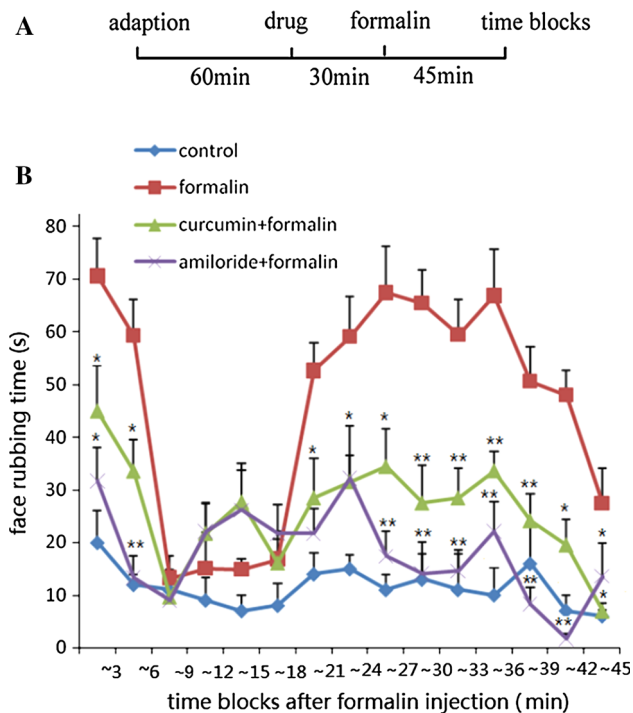 A
adaption drug formalin time blocks
60min 30min 45min
B
control
formalin
curcumin+formalin
amiloride+formalin
80
70
60
50
40
30
20
10
0
face rubbing time (s)
* * * * * ** ** ** ** * *
* ** ** ** ** ** ** **
~3 ~6 ~9 ~12 ~15 ~18 ~21 ~24 ~27 ~30 ~33 ~36 ~39 ~42 ~45
time blocks after formalin injection (min)